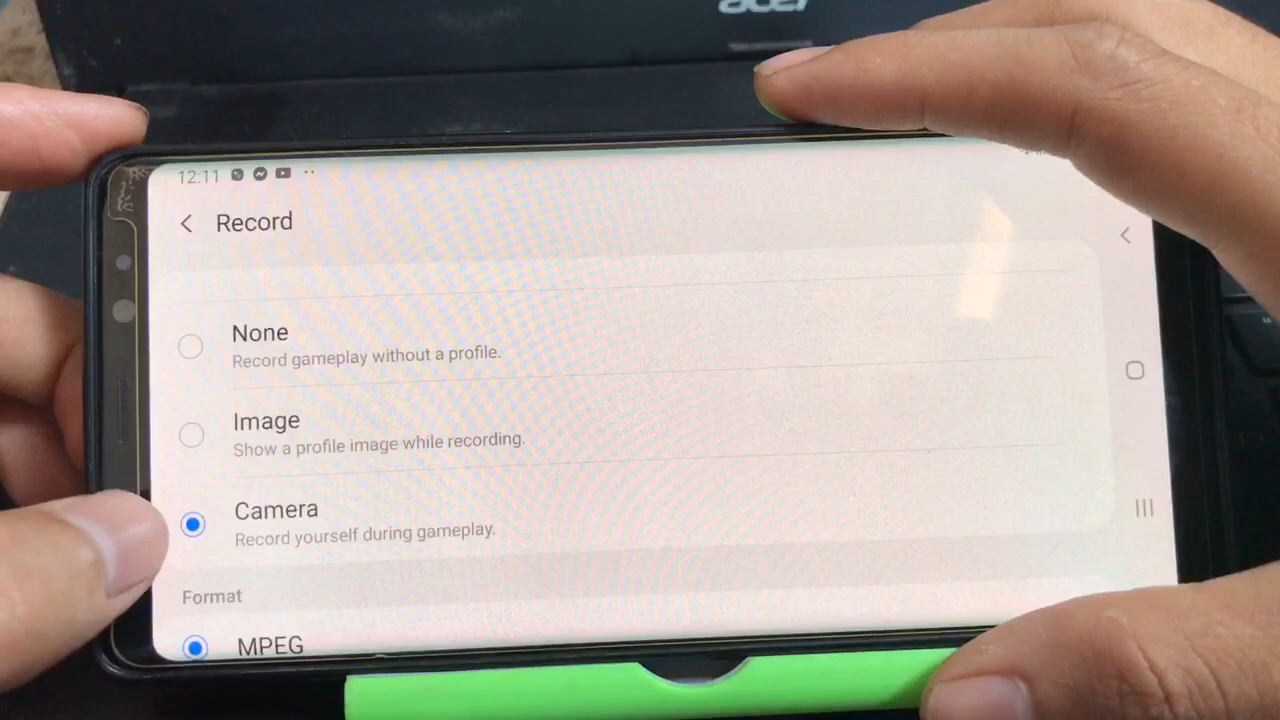 acer
12:11
Record
None
Record gameplay without a profile.
Image
Show a profile image while recording.
Camera
Record yourself during gameplay.
Format
MPEG